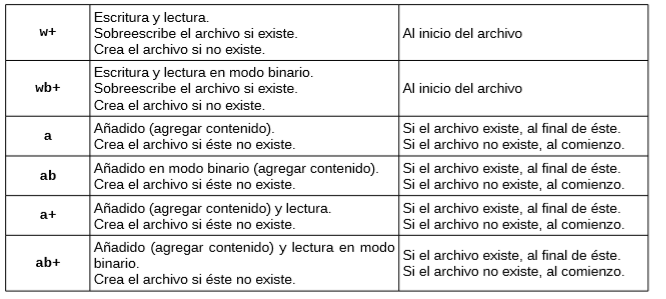 w+
Escritura y lectura.
Sobreescribe el archivo si existe.
Crea el archivo si no existe.
Al inicio del archivo
wb+
Escritura y lectura en modo binario.
Sobreescribe el archivo si existe.
Crea el archivo si no existe.
Al inicio del archivo
a
Añadido (agregar contenido).
Crea el archivo si éste no existe.
Si el archivo existe, al final de éste.
Si el archivo no existe, al comienzo.
ab
Añadido en modo binario (agregar contenido).
Crea el archivo si éste no existe.
Si el archivo existe, al final de éste.
Si el archivo no existe, al comienzo.
a+
Añadido (agregar contenido) y lectura.
Crea el archivo si éste no existe.
Si el archivo existe, al final de éste.
Si el archivo no existe, al comienzo.
ab+
Añadido (agregar contenido) y lectura en modo
binario.
Crea el archivo si éste no existe.
Si el archivo existe, al final de éste.
Si el archivo no existe, al comienzo.